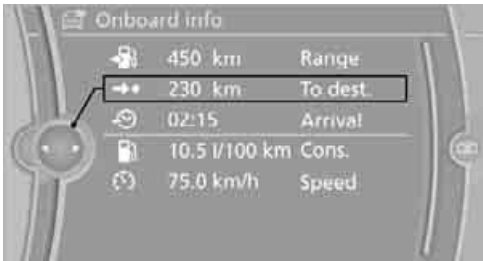 Onboard info
450 km Range
230 km To dest.
02:15 Arrival
10.5 l/100 km Cons.
75.0 km/h Speed